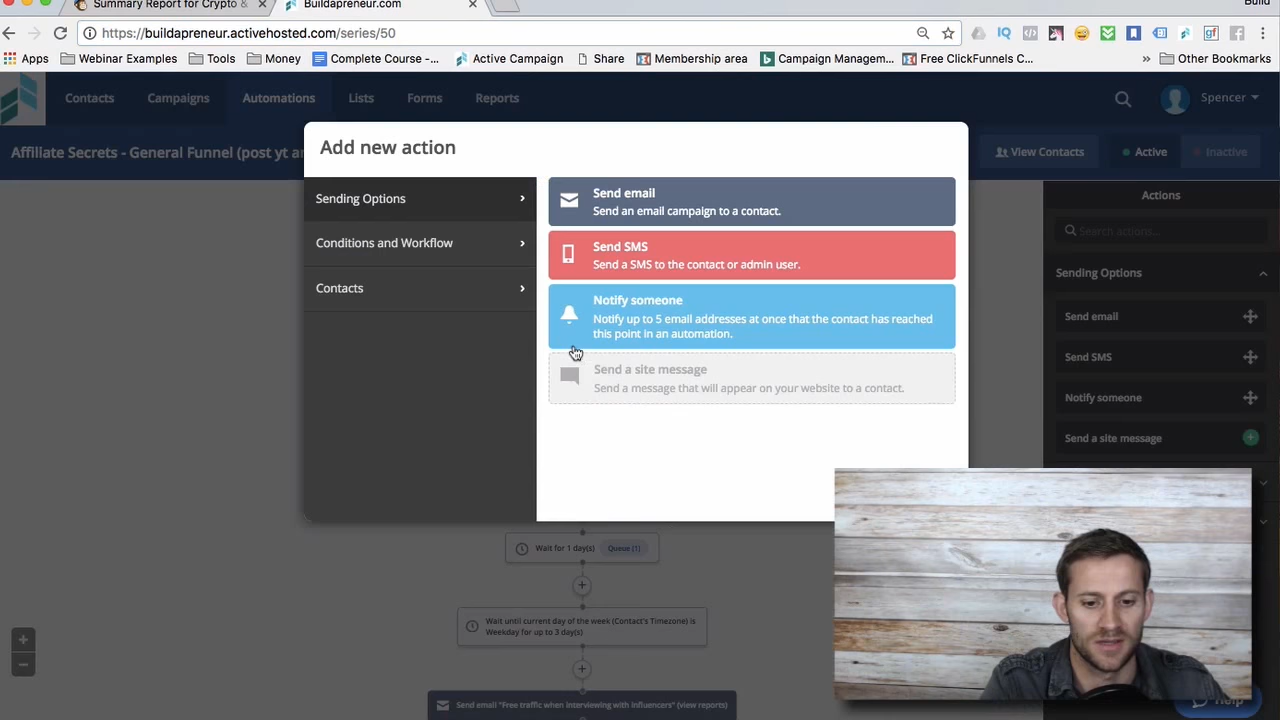 Summary Report for Crypto &
Buildapreneur.com
Build
https://buildapreneur.activehosted.com/series/50
Apps
Webinar Examples
Tools
Money
Complete Course -...
Active Campaign
Share
Membership area
Campaign Managem...
Free ClickFunnels C...
»
Other Bookmarks
Contacts
Campaigns
Automations
Lists
Forms
Reports
Spencer
Affiliate Secrets - General Funnel (post yt an
View Contacts
Active
Inactive
Add new action
Sending Options
Conditions and Workflow
Contacts
Send email
Send an email campaign to a contact.
Send SMS
Send a SMS to the contact or admin user.
Notify someone
Notify up to 5 email addresses at once that the contact has reached
this point in an automation.
Send a site message
Send a message that will appear on your website to a contact.
Actions
Search actions...
Sending Options
Send email
Send SMS
Notify someone
Send a site message
Wait for 1 day(s)
Queue (1)
Wait until current day of the week (Contact's Timezone) is
Weekday for up to 3 day(s)
Send email "Free traffic when interviewing with influencers" (view reports)
Help